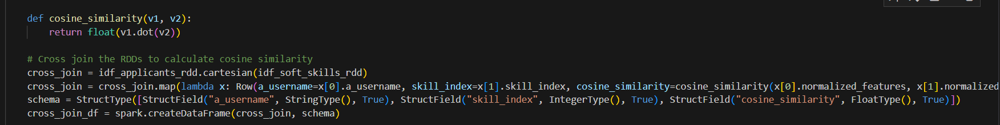 def cosine_similarity(v1, v2):
    return float(v1.dot(v2))
# Cross join the RDDs to calculate cosine similarity
cross_join = idf_applicants_rdd.cartesian(idf_soft_skills_rdd)
cross_join = cross_join.map(lambda x: Row(a_username=x[0].a_username, skill_index=x[1].skill_index, cosine_similarity=cosine_similarity(x[0].normalized_features, x[1].normalized
schema = StructType([StructField("a_username", StringType(), True), StructField("skill_index", IntegerType(), True), StructField("cosine_similarity", FloatType(), True)])
cross_join_df = spark.createDataFrame(cross_join, schema)